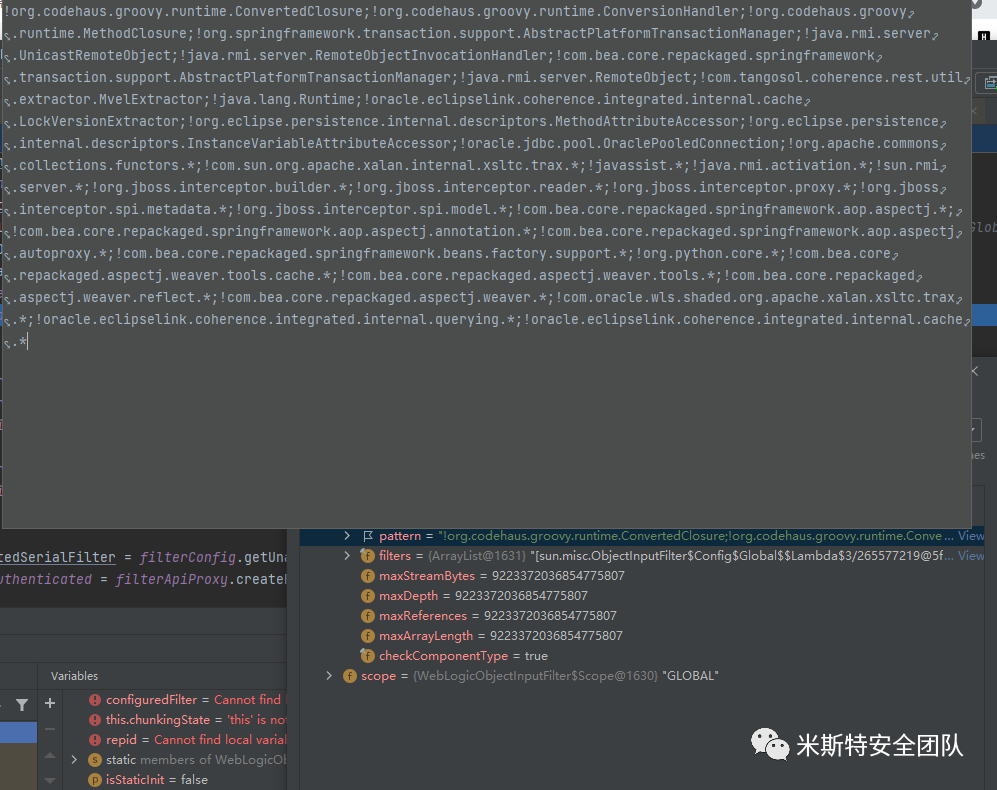 !org.codehaus.groovy.runtime.ConvertedClosure;!org.codehaus.groovy.runtime.ConversionHandler;!org.codehaus.groovy
.runtime.MethodClosure;!org.springframework.transaction.support.AbstractPlatformTransactionManager;!java.rmi.server
.UnicastRemoteObject;!java.rmi.server.RemoteObjectInvocationHandler;!com.bea.core.repackaged.springframework
.transaction.support.AbstractPlatformTransactionManager;!java.rmi.server.RemoteObject;!com.tangosol.coherence.rest.util
.extractor.MvelExtractor;!java.lang.Runtime;!oracle.eclipselink.coherence.integrated.internal.cache
.LockVersionExtractor;!org.eclipse.persistence.internal.descriptors.MethodAttributeAccessor;!org.eclipse.persistence
.internal.descriptors.InstanceVariableAttributeAccessor;!oracle.jdbc.pool.OraclePooledConnection;!org.apache.commons
.collections.functors.*;!com.sun.org.apache.xalan.internal.xsltc.trax.*;!javassist.*;!java.rmi.activation.*;!sun.rmi
.server.*;!org.jboss.interceptor.builder.*;!org.jboss.interceptor.reader.*;!org.jboss.interceptor.proxy.*;!org.jboss
.interceptor.spi.metadata.*;!org.jboss.interceptor.spi.model.*;!com.bea.core.repackaged.springframework.aop.aspectj.*;
!com.bea.core.repackaged.springframework.aop.aspectj.annotation.*;!com.bea.core.repackaged.springframework.aop.aspectj
.autoproxy.*;!com.bea.core.repackaged.springframework.beans.factory.support.*;!org.python.core.*;!com.bea.core
.repackaged.aspectj.weaver.tools.cache.*;!com.bea.core.repackaged.aspectj.weaver.tools.*;!com.bea.core.repackaged
.aspectj.weaver.reflect.*;!com.bea.core.repackaged.aspectj.weaver.*;!com.oracle.wls.shaded.org.apache.xalan.xsltc.trax
.*;!oracle.eclipselink.coherence.integrated.internal.querying.*;!oracle.eclipselink.coherence.integrated.internal.cache
.*
pattern = "!org.codehaus.groovy.runtime.ConvertedClosure;!org.codehaus.groovy.runtime.Conve... View
tedSerialFilter = filterConfig.getUna
filters = {ArrayList@1631} "[sun.misc.ObjectInputFilter$Config$Global$$Lambda$3/265577219@5f... View
uthenticated = filterApiProxy.create
maxStreamBytes = 9223372036854775807
maxDepth = 9223372036854775807
maxReferences = 9223372036854775807
maxArrayLength = 9223372036854775807
checkComponentType = true
scope = {WebLogicObjectInputFilter$Scope@1630} "GLOBAL"
Variables
configuredFilter = Cannot find
this.chunkingState = 'this' is no
repid = Cannot find local varia
static members of WebLogicOb
isStaticInit = false
米斯特安全团队